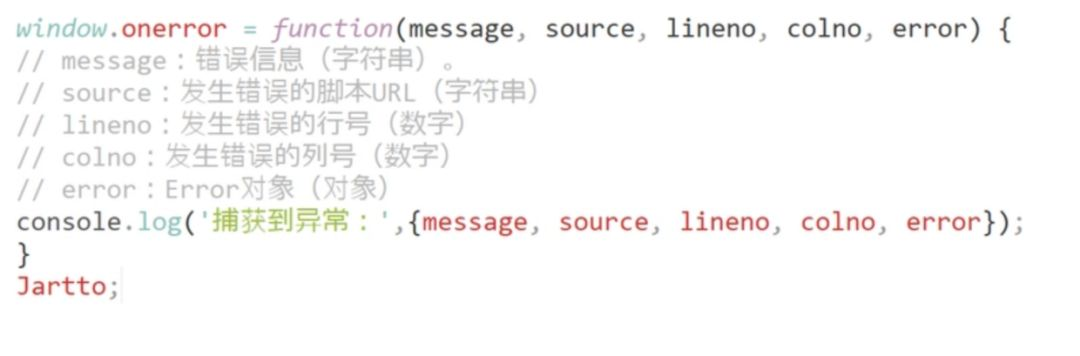 window.onerror = function(message, source, lineno, colno, error) {
// message：错误信息（字符串）。
// source：发生错误的脚本URL（字符串）
// lineno：发生错误的行号（数字）
// colno：发生错误的列号（数字）
// error：Error对象（对象）
console.log('捕获到异常：',{message, source, lineno, colno, error});
}
Jartto;